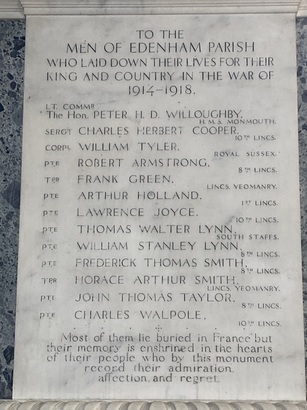 TO THE
MEN OF EDENHAM PARISH
WHO LAID DOWN THEIR LIVES FOR THEIR
KING AND COUNTRY IN THE WAR OF
1914–1918.
LT. COMMR
The Hon. PETER. H. D. WILLOUGHBY.
H.M.S. MONMOUTH.
SERGT CHARLES HERBERT COOPER,
10TH LINCS.
CORPL WILLIAM TYLER,
ROYAL SUSSEX.
PTE ROBERT ARMSTRONG,
8TH LINCS.
TPR FRANK GREEN,
LINCS. YEOMANRY.
PTE ARTHUR HOLLAND,
1ST LINCS.
PTE LAWRENCE JOYCE,
10TH LINCS.
PTE THOMAS WALTER LYNN,
SOUTH STAFFS.
PTE WILLIAM STANLEY LYNN,
8TH LINCS.
PTE FREDERICK THOMAS SMITH,
8TH LINCS.
TPR HORACE ARTHUR SMITH,
LINCS. YEOMANRY.
PTE JOHN THOMAS TAYLOR,
8TH LINCS.
PTE CHARLES WALPOLE,
10TH LINCS.
Most of them lie buried in France but
their memory is enshrined in the hearts
of their people who by this monument
record their admiration,
affection, and regret.